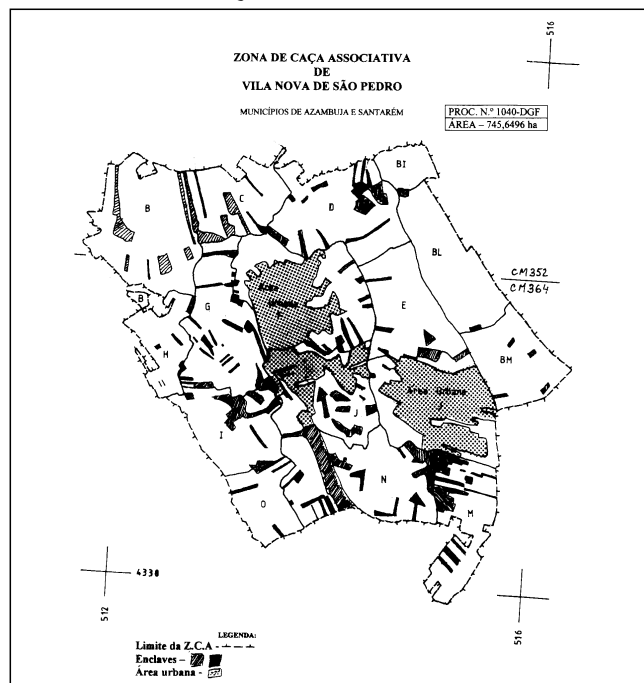 516
ZONA DE CAÇA ASSOCIATIVA
DE
VILA NOVA DE SÃO PEDRO
MUNICÍPIOS DE AZAMBUJA E SANTARÉM
PROC. N.º 1040-DGF
ÁREA – 745,6496 ha
BI
B
C
D
BL
CM352
CM364
Área
Urbana
B
G
E
H
BM
Área Urbana
I
J
N
O
M
4330
512
516
LEGENDA:
Limite da Z.C.A
Enclaves –
Área urbana -